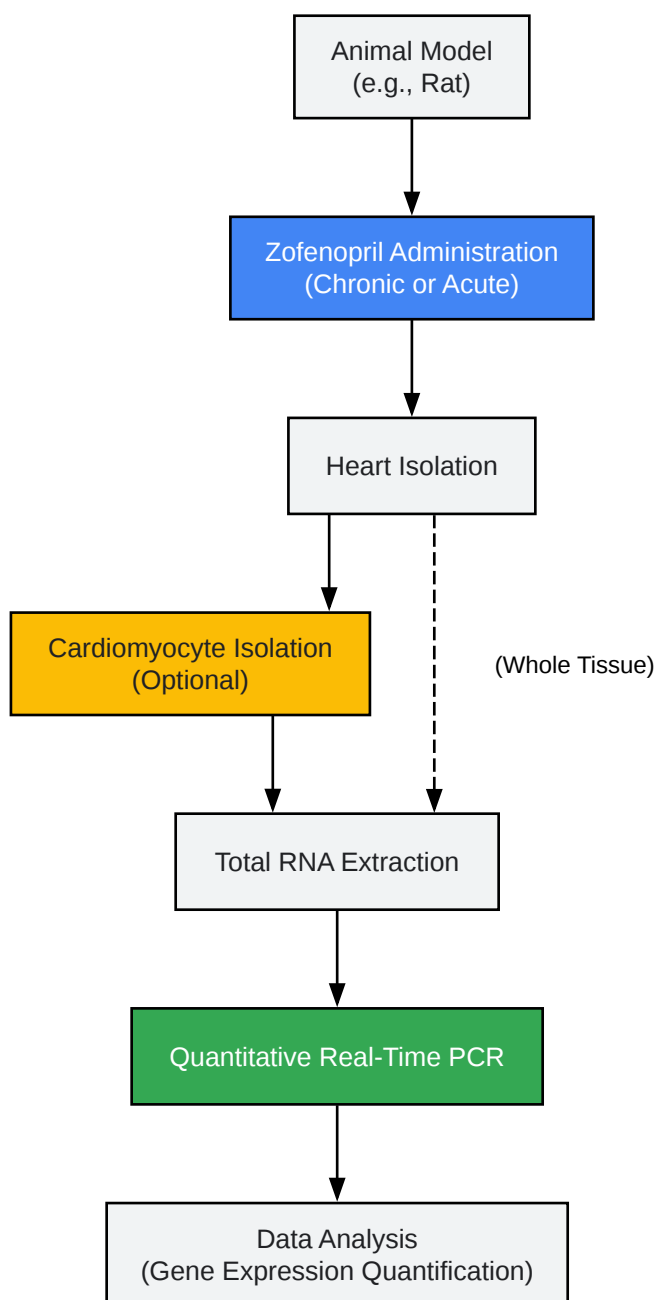 Animal Model
(e.g., Rat)
Zofenopril Administration
(Chronic or Acute)
Heart Isolation
Cardiomyocyte Isolation
(Optional)
(Whole Tissue)
Total RNA Extraction
Quantitative Real-Time PCR
Data Analysis
(Gene Expression Quantification)